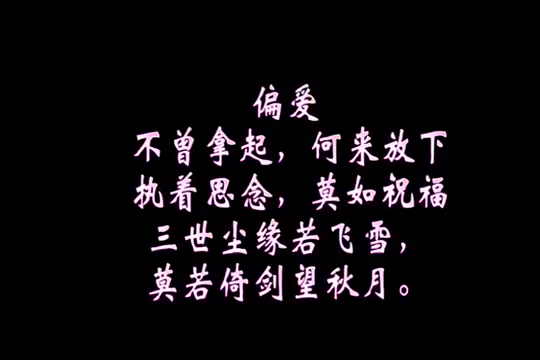 偏爱
不曾拿起，何来放下
执着思念，莫如祝福
三世尘缘若飞雪，
莫若倚剑望秋月。